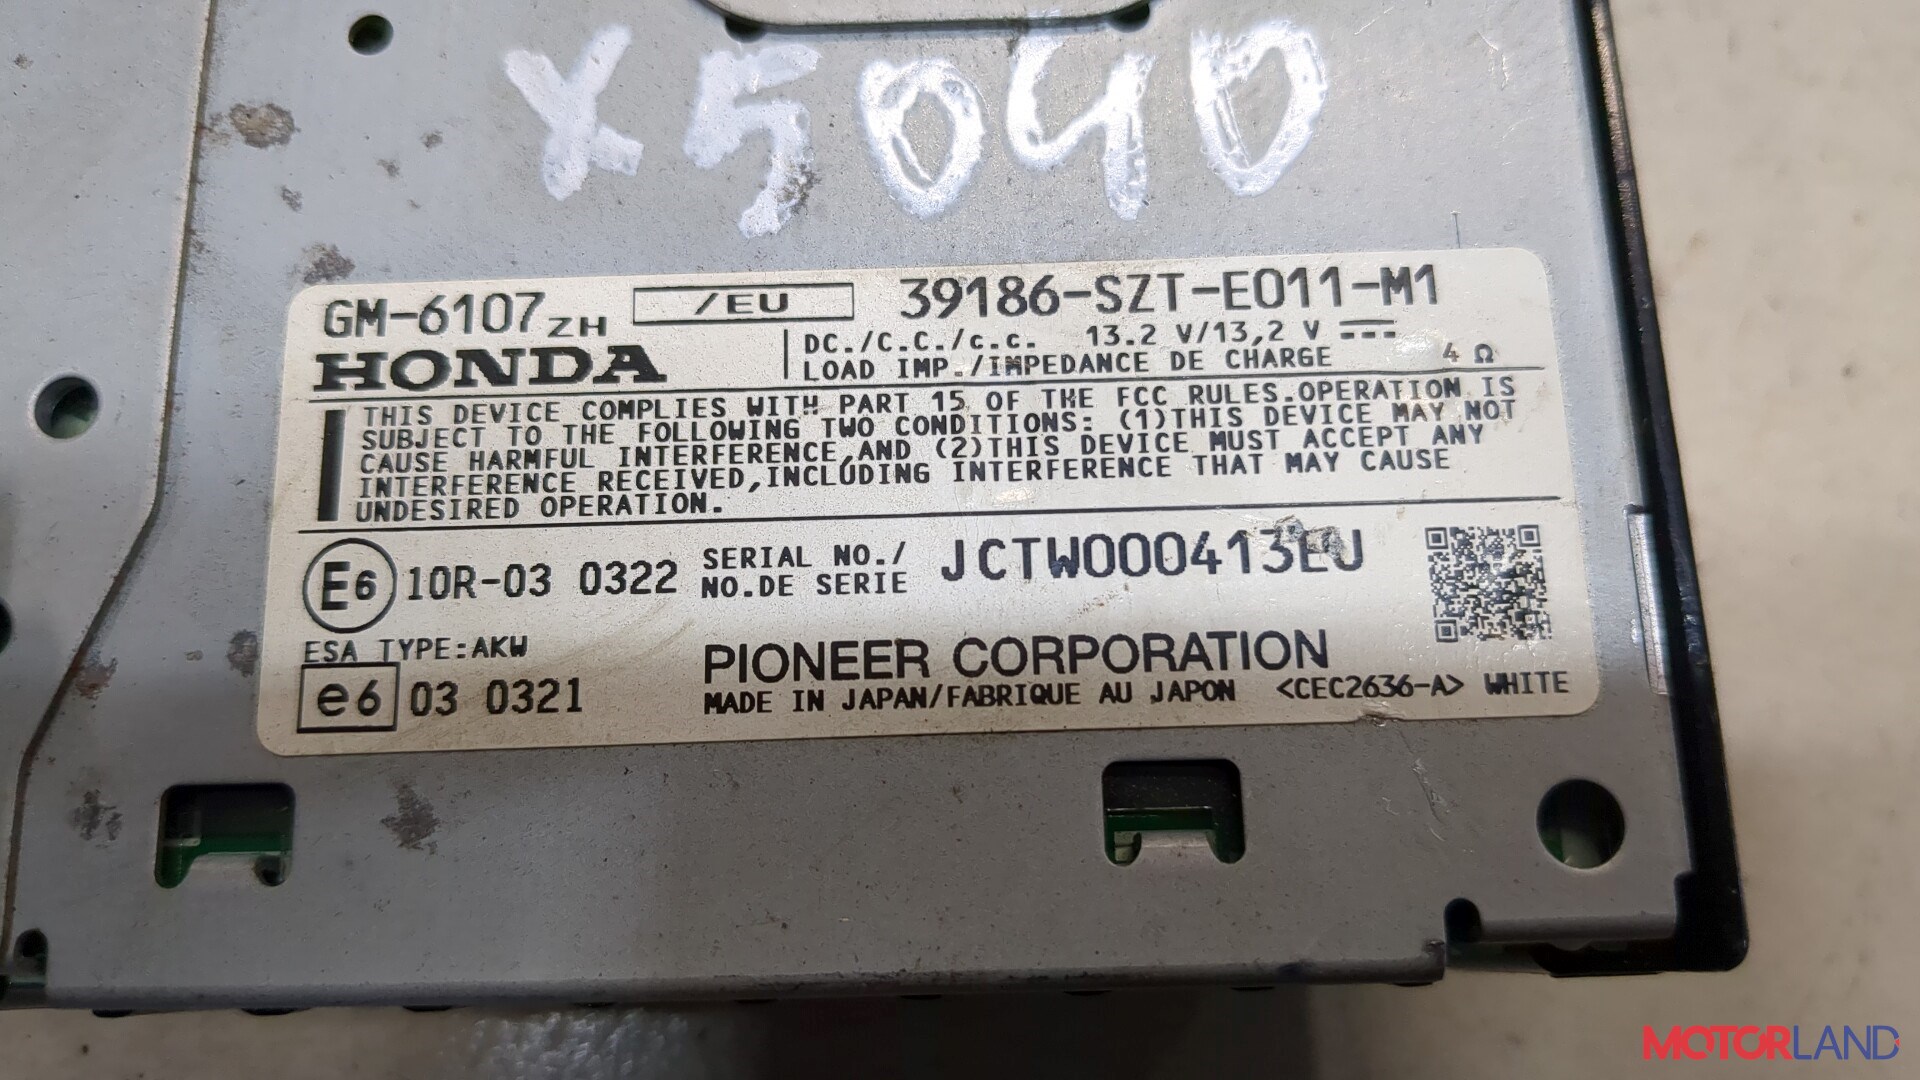 X5040
GM-6107ZH /EU 39186-SZT-E011-M1
HONDA
DC./C.C./c.c. 13.2 V/13,2 V
LOAD IMP./IMPEDANCE DE CHARGE 4 Ω
THIS DEVICE COMPLIES WITH PART 15 OF THE FCC RULES.OPERATION IS
SUBJECT TO THE FOLLOWING TWO CONDITIONS: (1)THIS DEVICE MAY NOT
CAUSE HARMFUL INTERFERENCE,AND (2)THIS DEVICE MUST ACCEPT ANY
INTERFERENCE RECEIVED,INCLUDING INTERFERENCE THAT MAY CAUSE
UNDESIRED OPERATION.
E6 10R-03 0322
SERIAL NO./
NO.DE SERIE
JCTW000413EU
ESA TYPE:AKW
e6 03 0321
PIONEER CORPORATION
MADE IN JAPAN/FABRIQUE AU JAPON <CEC2636-A> WHITE
MOTORLAND